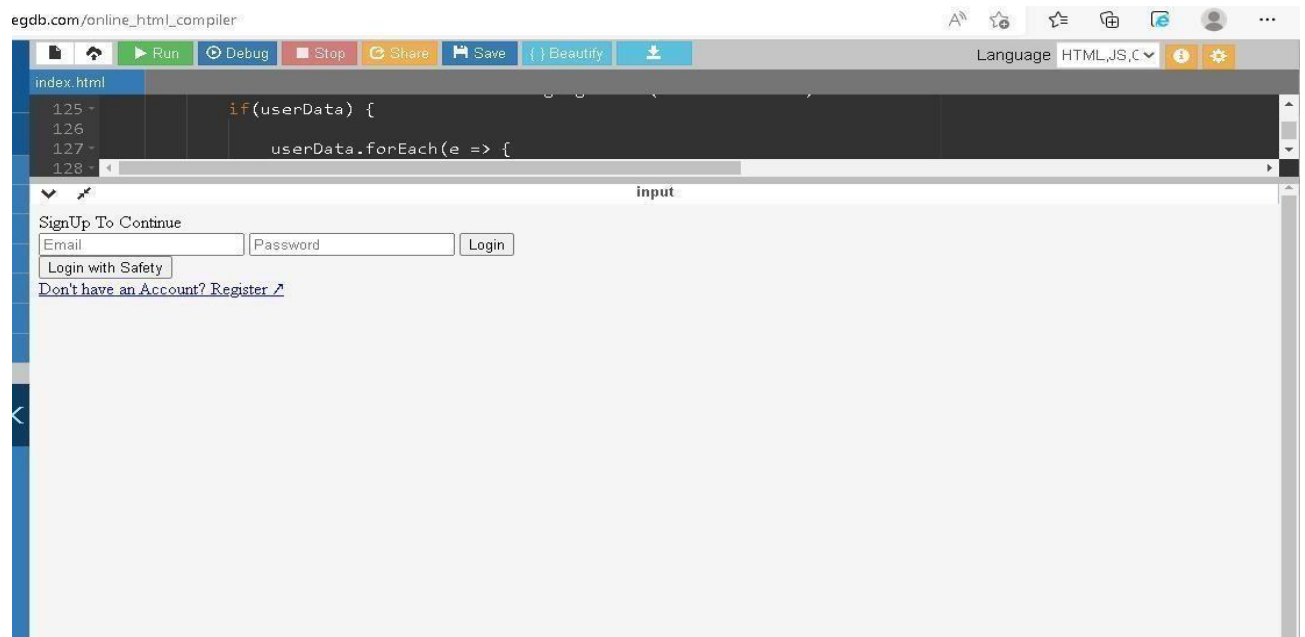 egdb.com/online_html_compiler
Run Debug Stop Share Save { } Beautify Language HTML,JS,C
index.html
125 if(userData) {
126
127 userData.forEach(e => {
128
input
SignUp To Continue
Email Password Login
Login with Safety
Don't have an Account? Register ↗